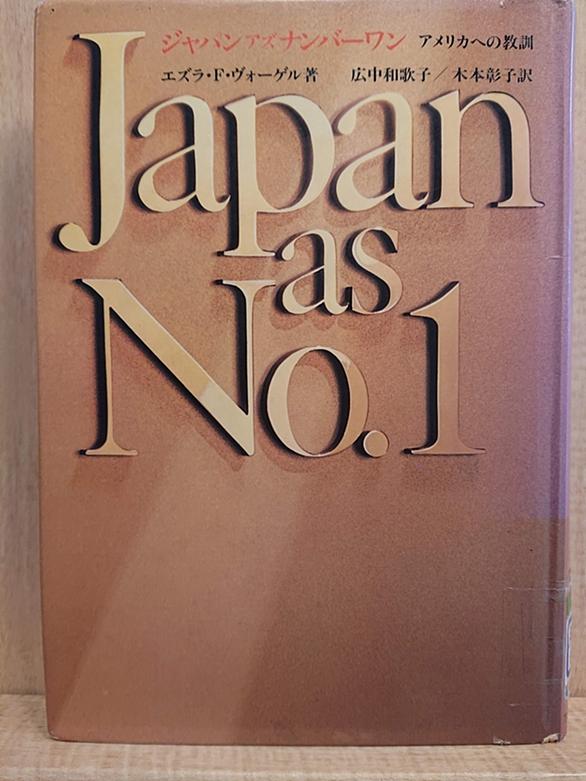 ジャパンアズナンバーワン アメリカへの教訓
エズラ・F・ヴォーゲル著 広中和歌子／木本彰子訳
Japan
as
No.1